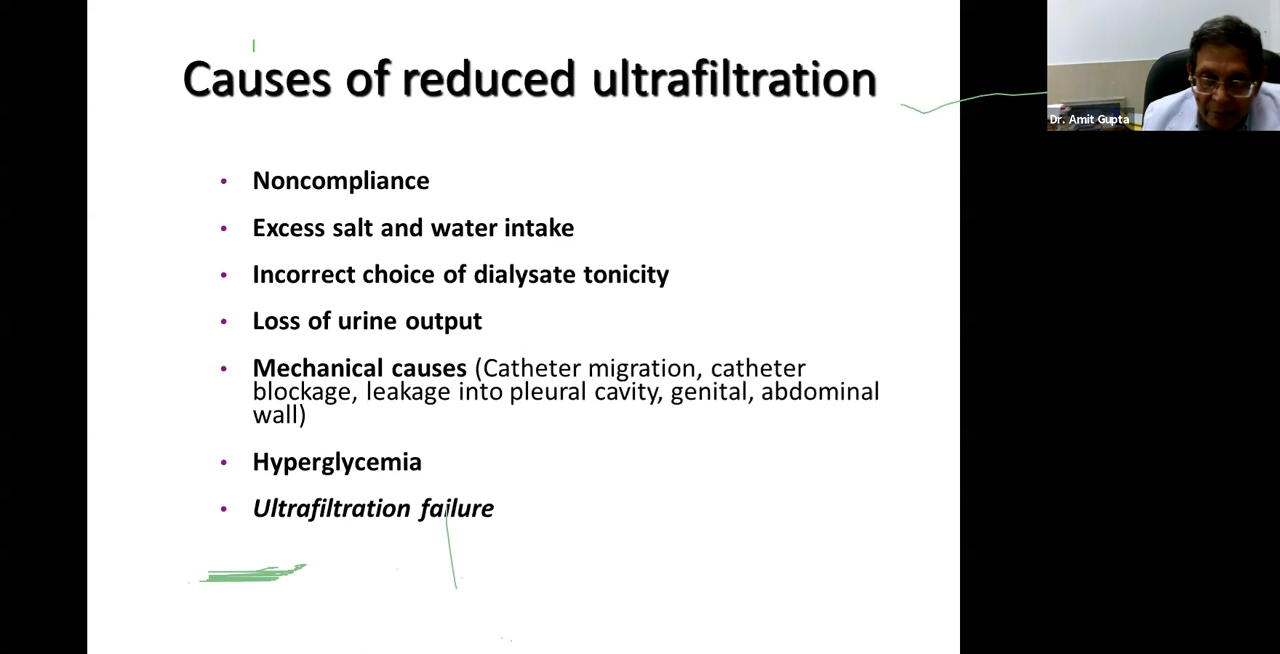 Causes of reduced ultrafiltration
Dr. Amit Gupta
• Noncompliance
• Excess salt and water intake
• Incorrect choice of dialysate tonicity
• Loss of urine output
• Mechanical causes (Catheter migration, catheter
blockage, leakage into pleural cavity, genital, abdominal
wall)
• Hyperglycemia
• Ultrafiltration failure